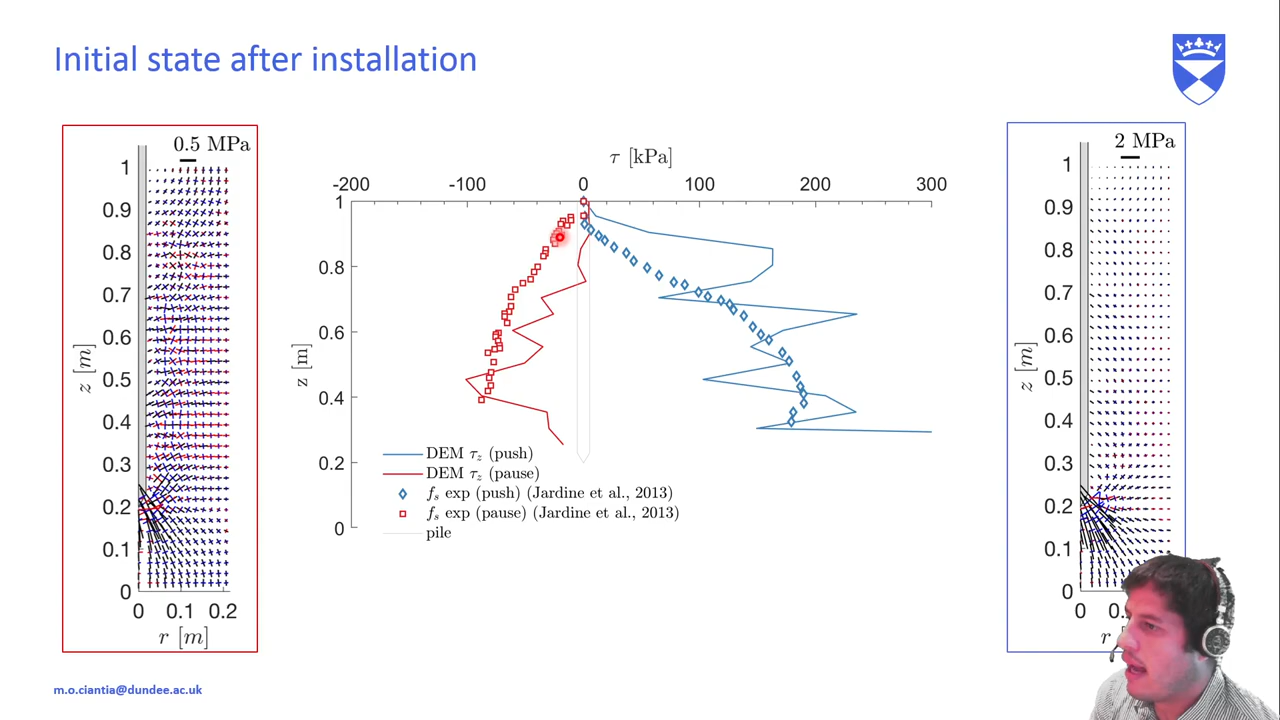 Initial state after installation
0.5 MPa
1
0.9
0.8
0.7
0.6
0.5
0.4
0.3
0.2
0.1
0
z [m]
0 0.1 0.2
r [m]
τ [kPa]
-200 -100 0 100 200 300
1
0.8
0.6
0.4
0.2
0
z [m]
DEM τz (push)
DEM τz (pause)
fs exp (push) (Jardine et al., 2013)
fs exp (pause) (Jardine et al., 2013)
pile
2 MPa
1
0.9
0.8
0.7
0.6
0.5
0.4
0.3
0.2
0.1
0
z [m]
0
r
m.o.ciantia@dundee.ac.uk